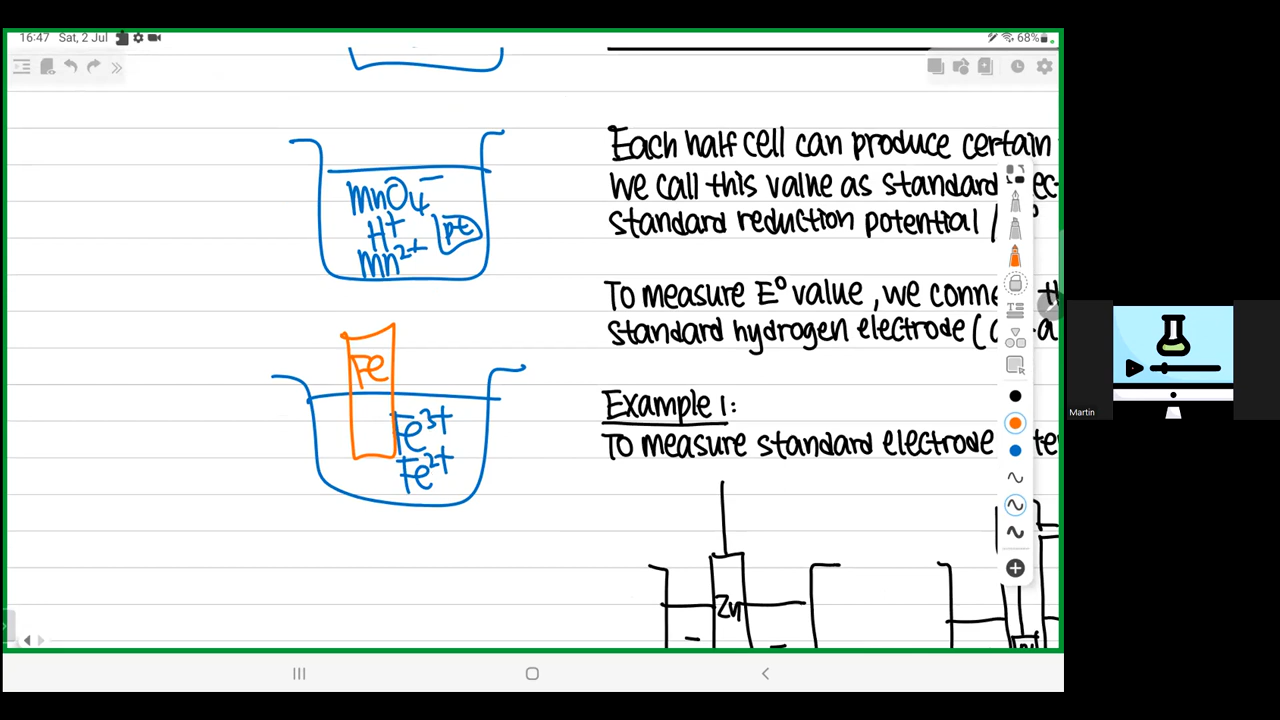 16:47 Sat, 2 Jul
68%
MnO4-
H+
Mn2+
pt
Fe
Fe3+
Fe2+
Each half cell can produce certain
we call this value as standard
standard reduction potential /
To measure E° value, we
standard hydrogen electrode (
Example 1:
To measure standard electrode
Zn
Martin